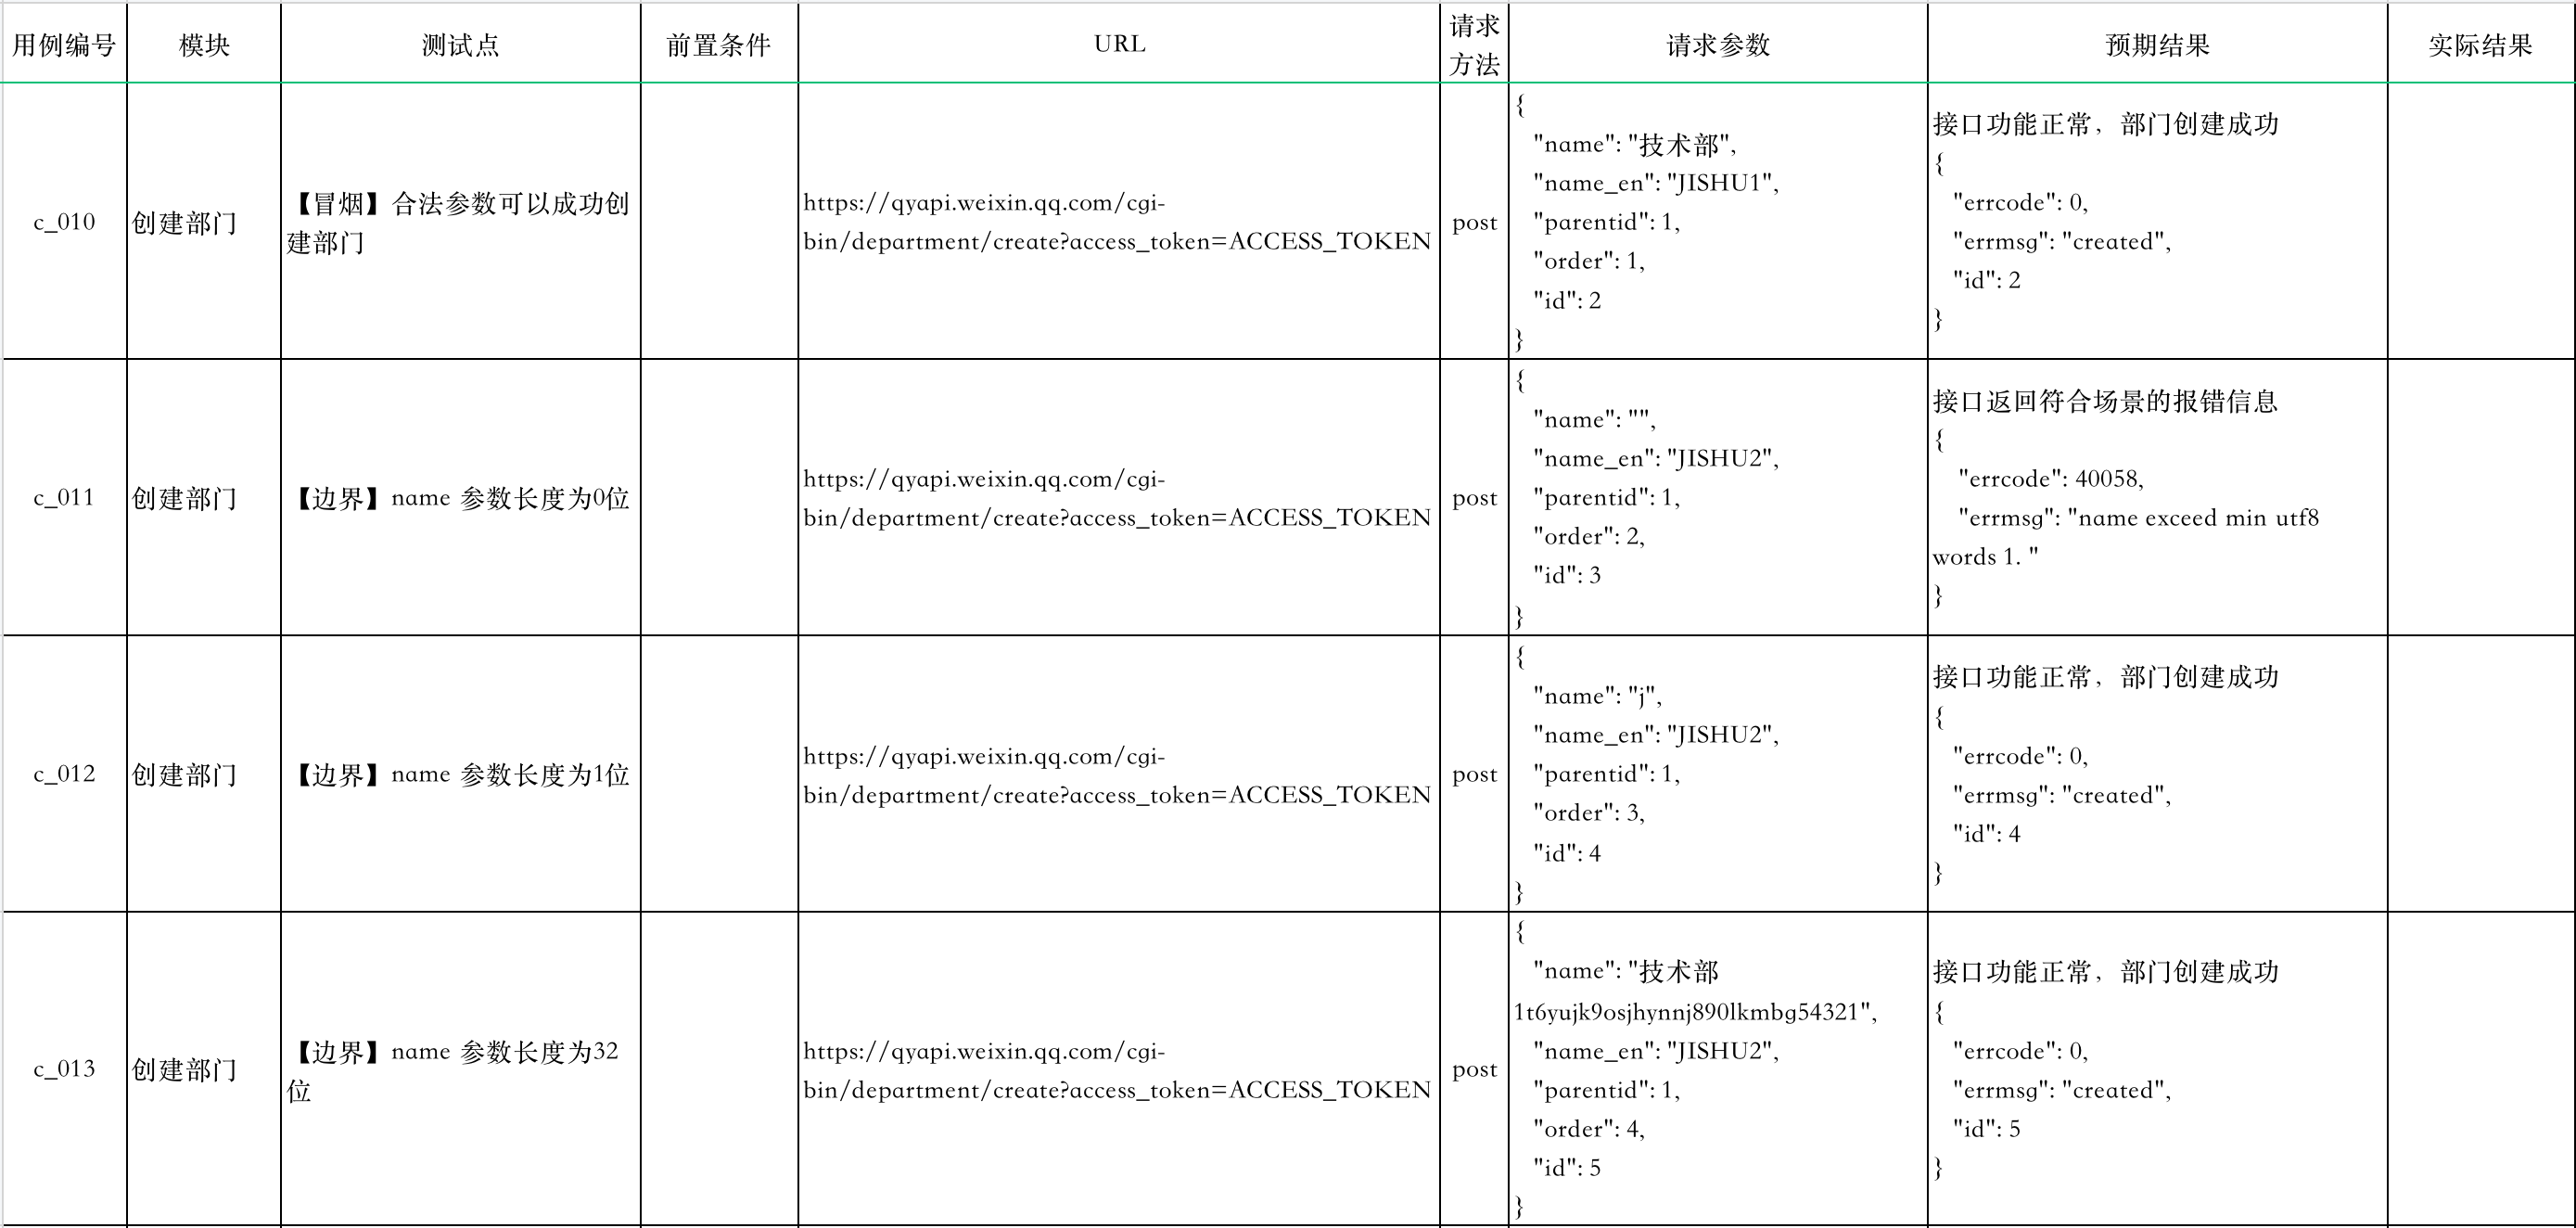 用例编号
模块
测试点
前置条件
URL
请求
方法
请求参数
预期结果
实际结果
c_010
创建部门
【冒烟】合法参数可以成功创
建部门
https://qyapi.weixin.qq.com/cgi-
bin/department/create?access_token=ACCESS_TOKEN
post
{
"name": "技术部",
"name_en": "JISHU1",
"parentid": 1,
"order": 1,
"id": 2
}
接口功能正常，部门创建成功
{
"errcode": 0,
"errmsg": "created",
"id": 2
}
c_011
创建部门
【边界】name 参数长度为0位
https://qyapi.weixin.qq.com/cgi-
bin/department/create?access_token=ACCESS_TOKEN
post
{
"name": "",
"name_en": "JISHU2",
"parentid": 1,
"order": 2,
"id": 3
}
接口返回符合场景的报错信息
{
"errcode": 40058,
"errmsg": "name exceed min utf8
words 1. "
}
c_012
创建部门
【边界】name 参数长度为1位
https://qyapi.weixin.qq.com/cgi-
bin/department/create?access_token=ACCESS_TOKEN
post
{
"name": "j",
"name_en": "JISHU2",
"parentid": 1,
"order": 3,
"id": 4
}
接口功能正常，部门创建成功
{
"errcode": 0,
"errmsg": "created",
"id": 4
}
c_013
创建部门
【边界】name 参数长度为32
位
https://qyapi.weixin.qq.com/cgi-
bin/department/create?access_token=ACCESS_TOKEN
post
{
"name": "技术部
1t6yujk9osjhynnj890lkmbg54321",
"name_en": "JISHU2",
"parentid": 1,
"order": 4,
"id": 5
}
接口功能正常，部门创建成功
{
"errcode": 0,
"errmsg": "created",
"id": 5
}